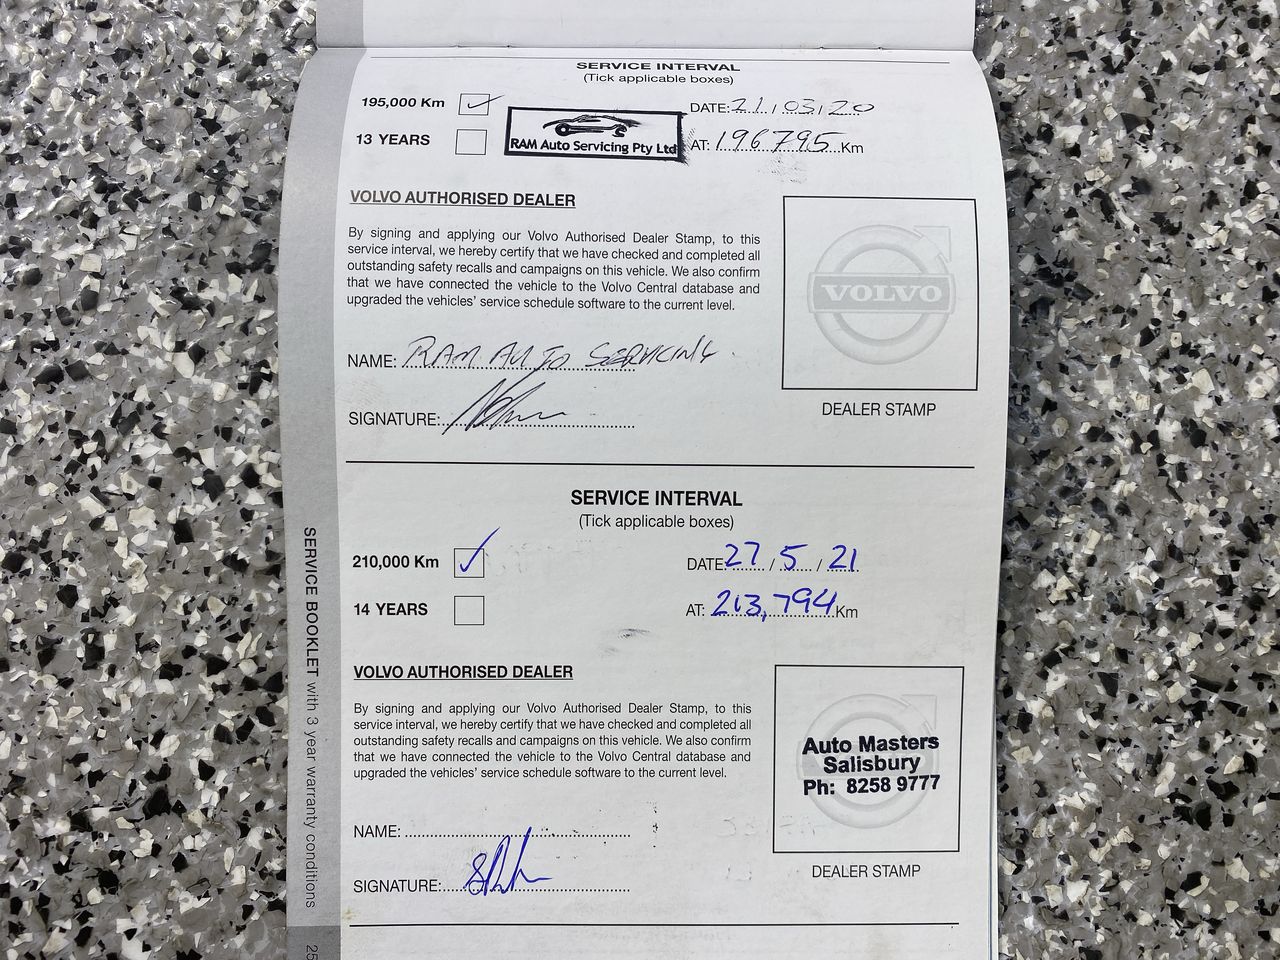 SERVICE INTERVAL
(Tick applicable boxes)
195,000 Km
DATE: 21/03/20
13 YEARS
RAM Auto Servicing Pty Ltd
AT: 196795 Km
VOLVO AUTHORISED DEALER
By signing and applying our Volvo Authorised Dealer Stamp, to this
service interval, we hereby certify that we have checked and completed all
outstanding safety recalls and campaigns on this vehicle. We also confirm
that we have connected the vehicle to the Volvo Central database and
upgraded the vehicles' service schedule software to the current level.
VOLVO
NAME: RAM AUTO SERVICING
SIGNATURE:
DEALER STAMP
SERVICE INTERVAL
(Tick applicable boxes)
210,000 Km
DATE 27/5/21
14 YEARS
AT: 213,794 Km
VOLVO AUTHORISED DEALER
By signing and applying our Volvo Authorised Dealer Stamp, to this
service interval, we hereby certify that we have checked and completed all
outstanding safety recalls and campaigns on this vehicle. We also confirm
that we have connected the vehicle to the Volvo Central database and
upgraded the vehicles' service schedule software to the current level.
Auto Masters
Salisbury
Ph: 8258 9777
NAME:
SIGNATURE:
DEALER STAMP
SERVICE BOOKLET with 3 year warranty conditions
25